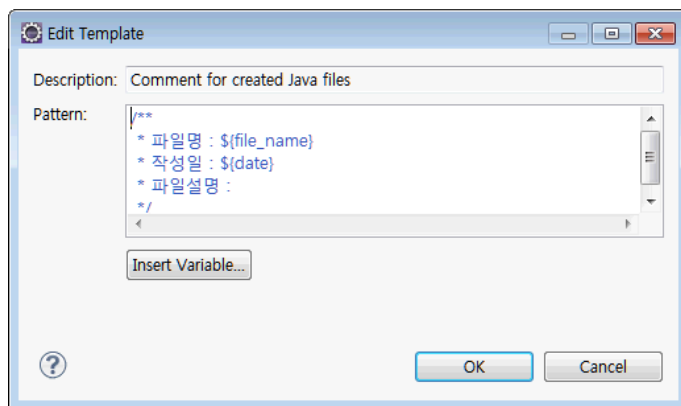 Edit Template
Description: Comment for created Java files
Pattern:
/**
* 파일명 : ${file_name}
* 작성일 : ${date}
* 파일설명 :
*/
Insert Variable...
?
OK Cancel